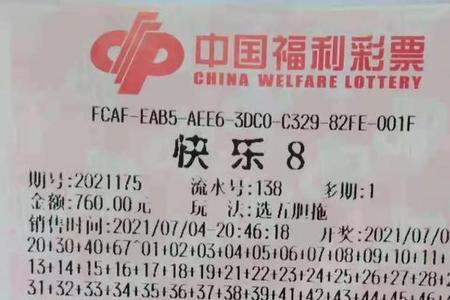 中国福利彩票
CHINA WELFARE LOTTERY
FCAF-EAB5-AEE6-3DC0-C329-82FE-001F
快乐8
期号:2021175 流水号:138 多期:1
金额:760.00元 玩 法:选五胆拖
销售时间:2021/07/04-20:46:18 开奖:2021/07/0
20+30+40+67^01+02+03+04+05+06+07+08+09+10+11
13+14+15+16+17+18+19+21+22+23+24+25+26+27+28
31+32+33+34+35+36+37+38+39+41+42+43+44+45+46